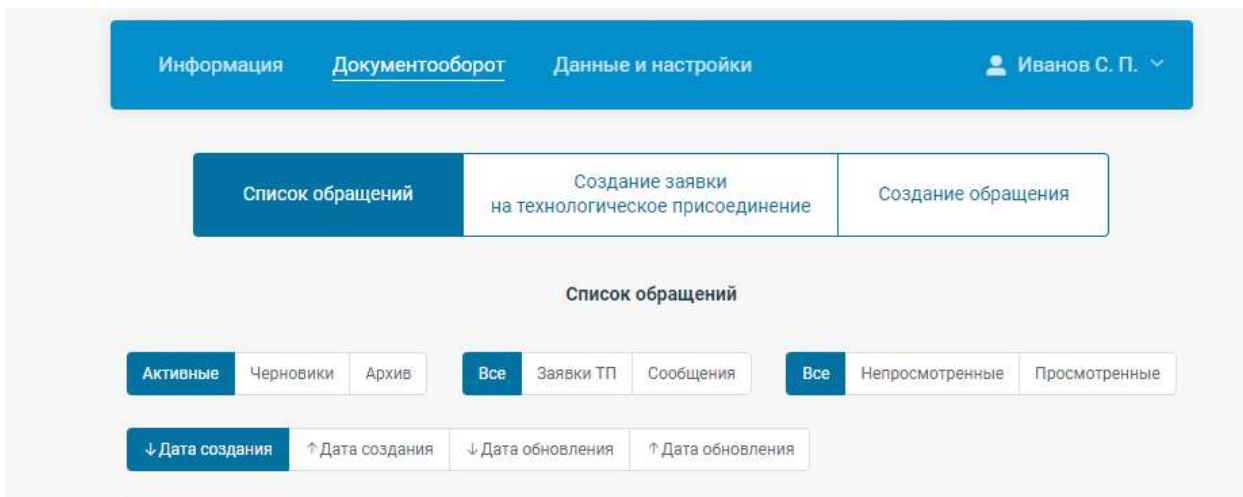 Информация Документооборот Данные и настройки Иванов С. П.
Список обращений
Создание заявки
на технологическое присоединение
Создание обращения
Список обращений
Активные Черновики Архив Все Заявки ТП Сообщения Все Непросмотренные Просмотренные
↓Дата создания ↑Дата создания ↓Дата обновления ↑Дата обновления